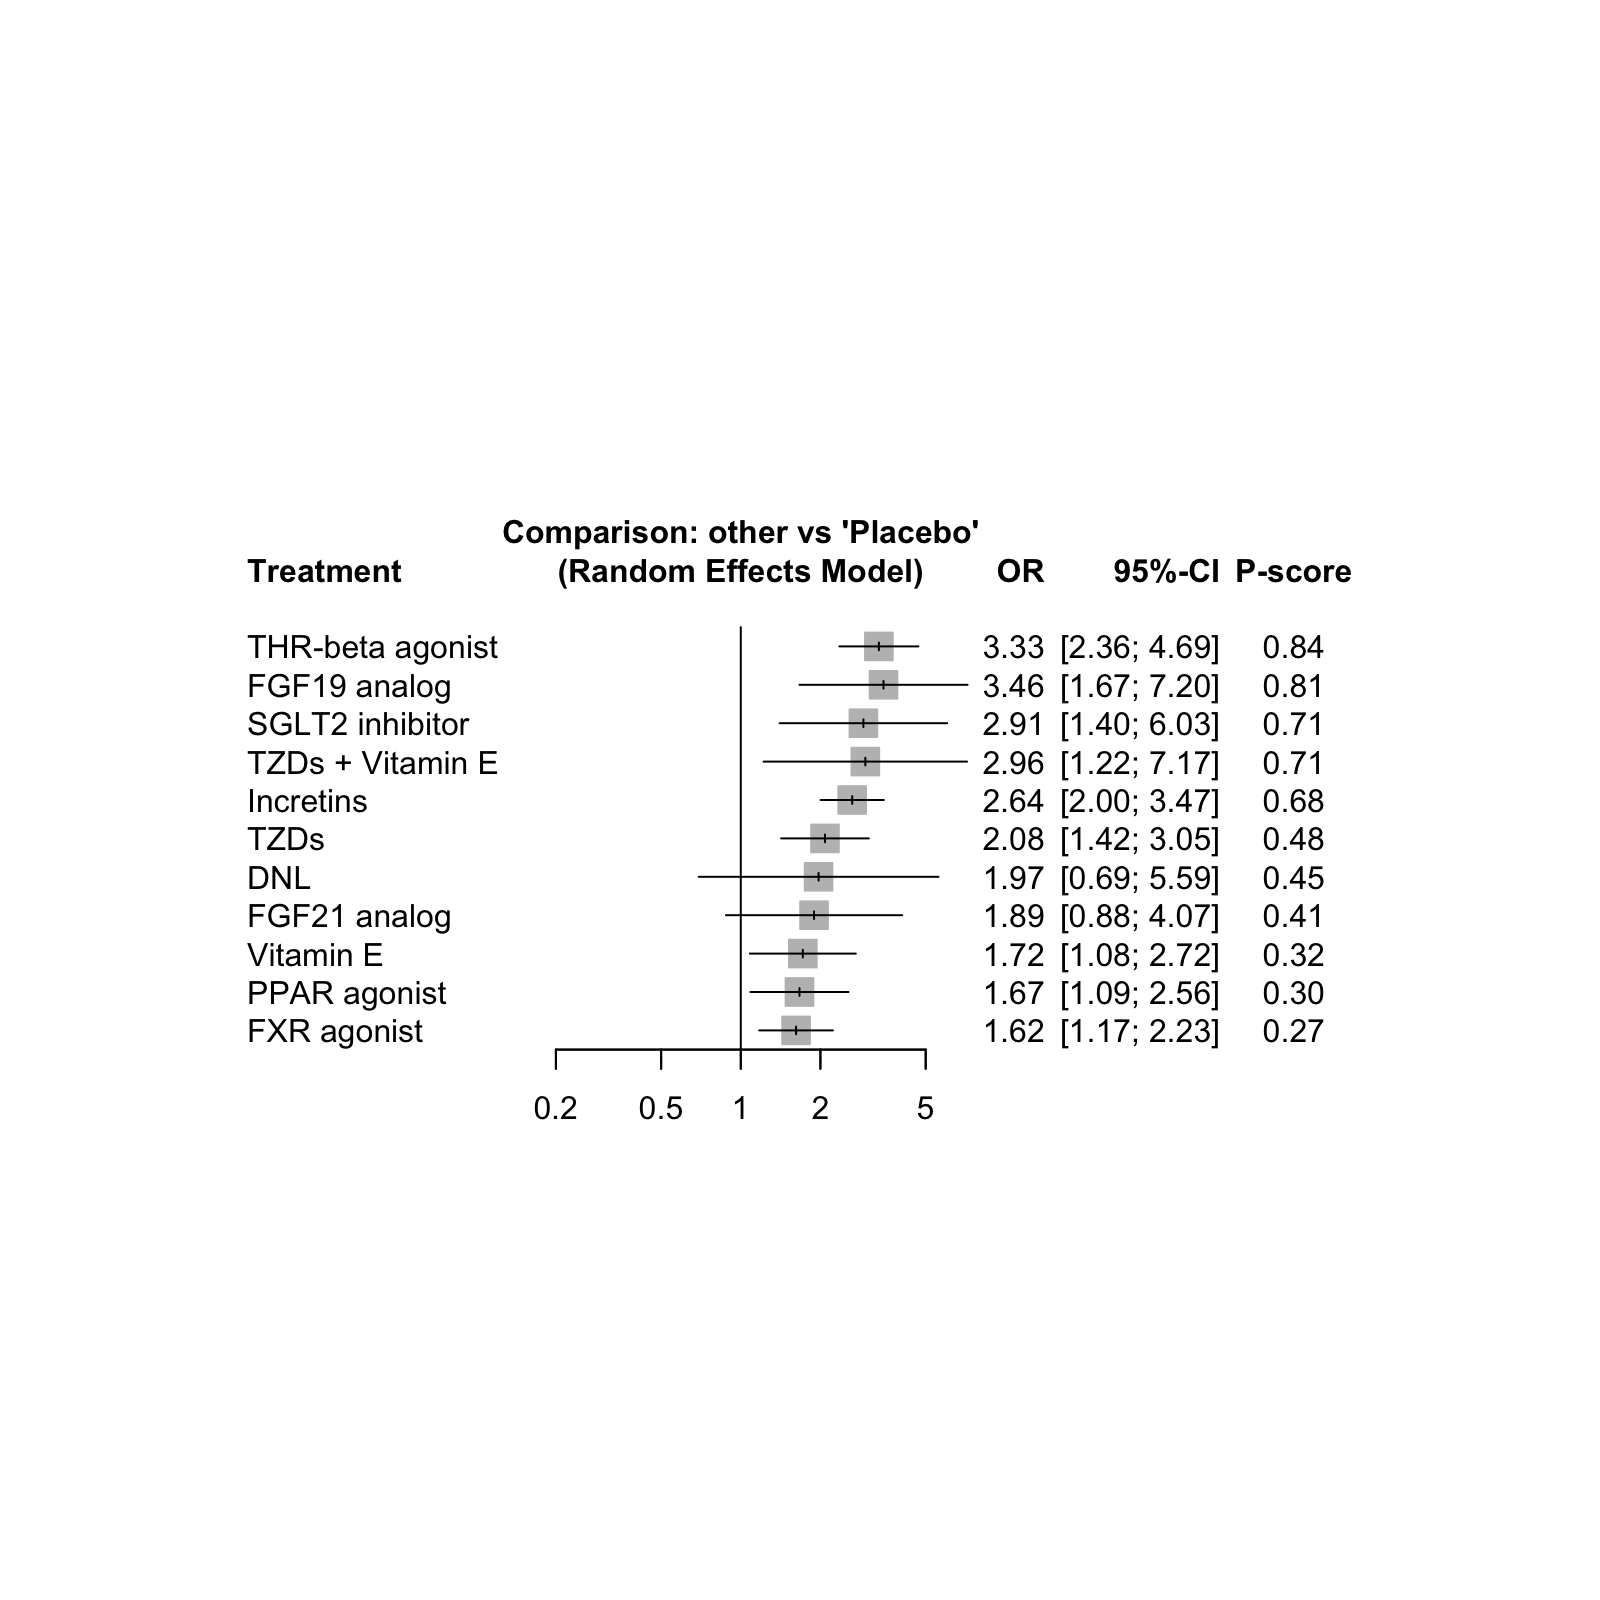 Comparison: other vs 'Placebo'
Treatment (Random Effects Model) OR 95%-CI P-score
THR-beta agonist 3.33 [2.36; 4.69] 0.84
FGF19 analog 3.46 [1.67; 7.20] 0.81
SGLT2 inhibitor 2.91 [1.40; 6.03] 0.71
TZDs + Vitamin E 2.96 [1.22; 7.17] 0.71
Incretins 2.64 [2.00; 3.47] 0.68
TZDs 2.08 [1.42; 3.05] 0.48
DNL 1.97 [0.69; 5.59] 0.45
FGF21 analog 1.89 [0.88; 4.07] 0.41
Vitamin E 1.72 [1.08; 2.72] 0.32
PPAR agonist 1.67 [1.09; 2.56] 0.30
FXR agonist 1.62 [1.17; 2.23] 0.27
0.2 0.5 1 2 5